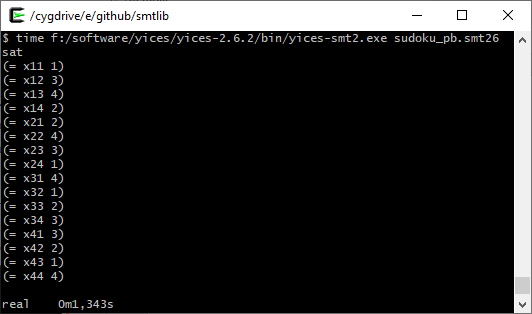 /cygdrive/e/github/smtlib
$ time f:/software/yices/yices-2.6.2/bin/yices-smt2.exe sudoku_pb.smt26
sat
(= x11 1)
(= x12 3)
(= x13 4)
(= x14 2)
(= x21 2)
(= x22 4)
(= x23 3)
(= x24 1)
(= x31 4)
(= x32 1)
(= x33 2)
(= x34 3)
(= x41 3)
(= x42 2)
(= x43 1)
(= x44 4)
real    0m1,343s